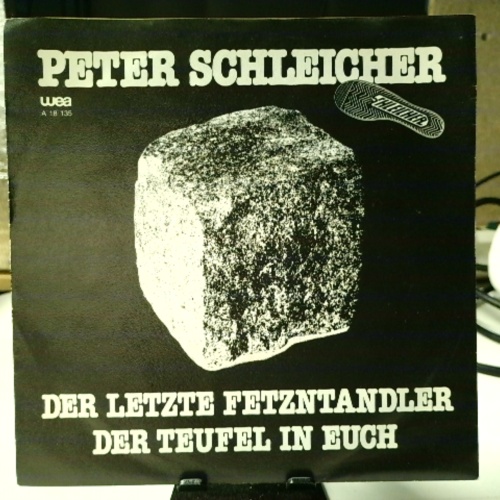 PETER SCHLEICHER
wea
A 18 135
DER LETZTE FETZNTANDLER
DER TEUFEL IN EUCH